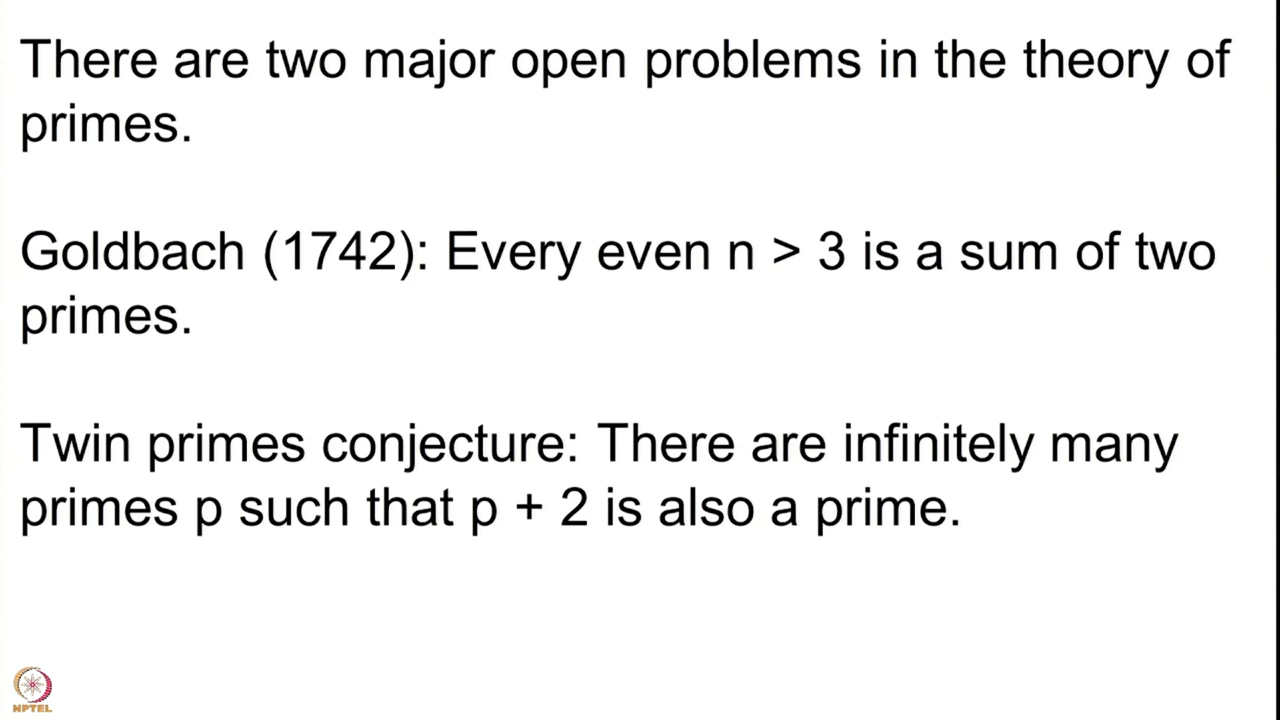 There are two major open problems in the theory of
primes.
Goldbach (1742): Every even n > 3 is a sum of two
primes.
Twin primes conjecture: There are infinitely many
primes p such that p + 2 is also a prime.
NPTEL